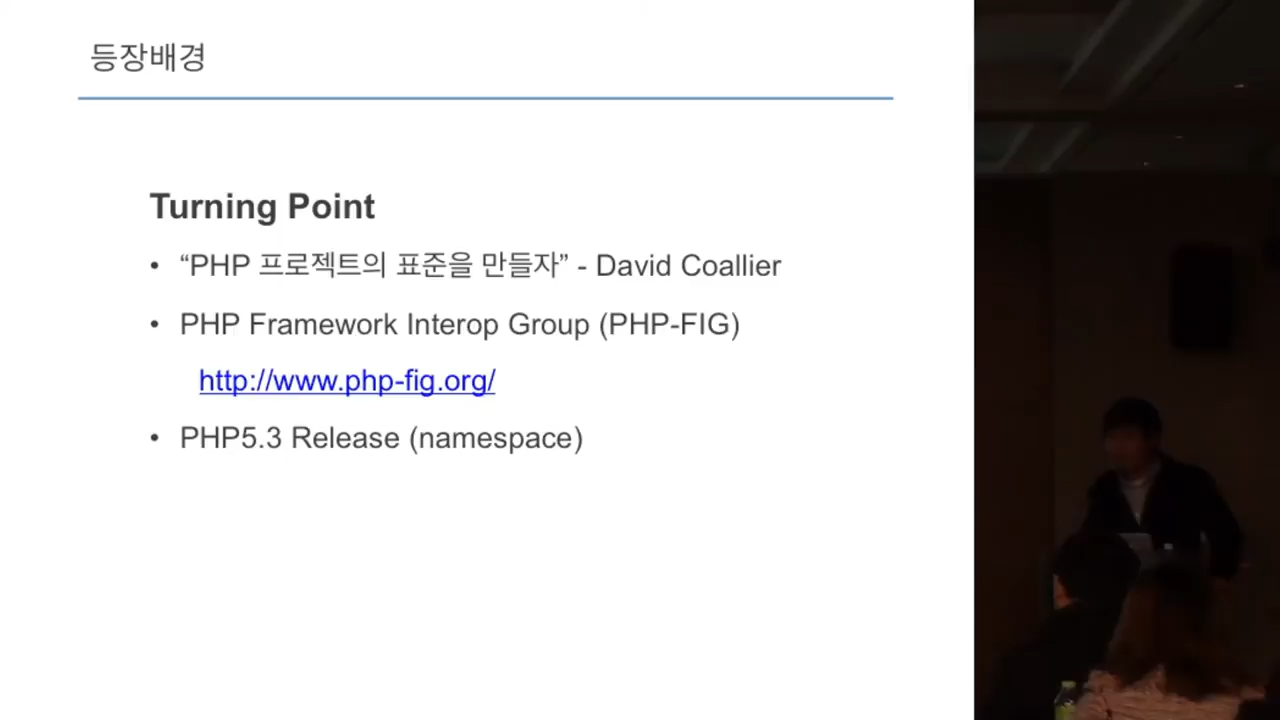 등장배경
Turning Point
• “PHP 프로젝트의 표준을 만들자” - David Coallier
• PHP Framework Interop Group (PHP-FIG)
http://www.php-fig.org/
• PHP5.3 Release (namespace)